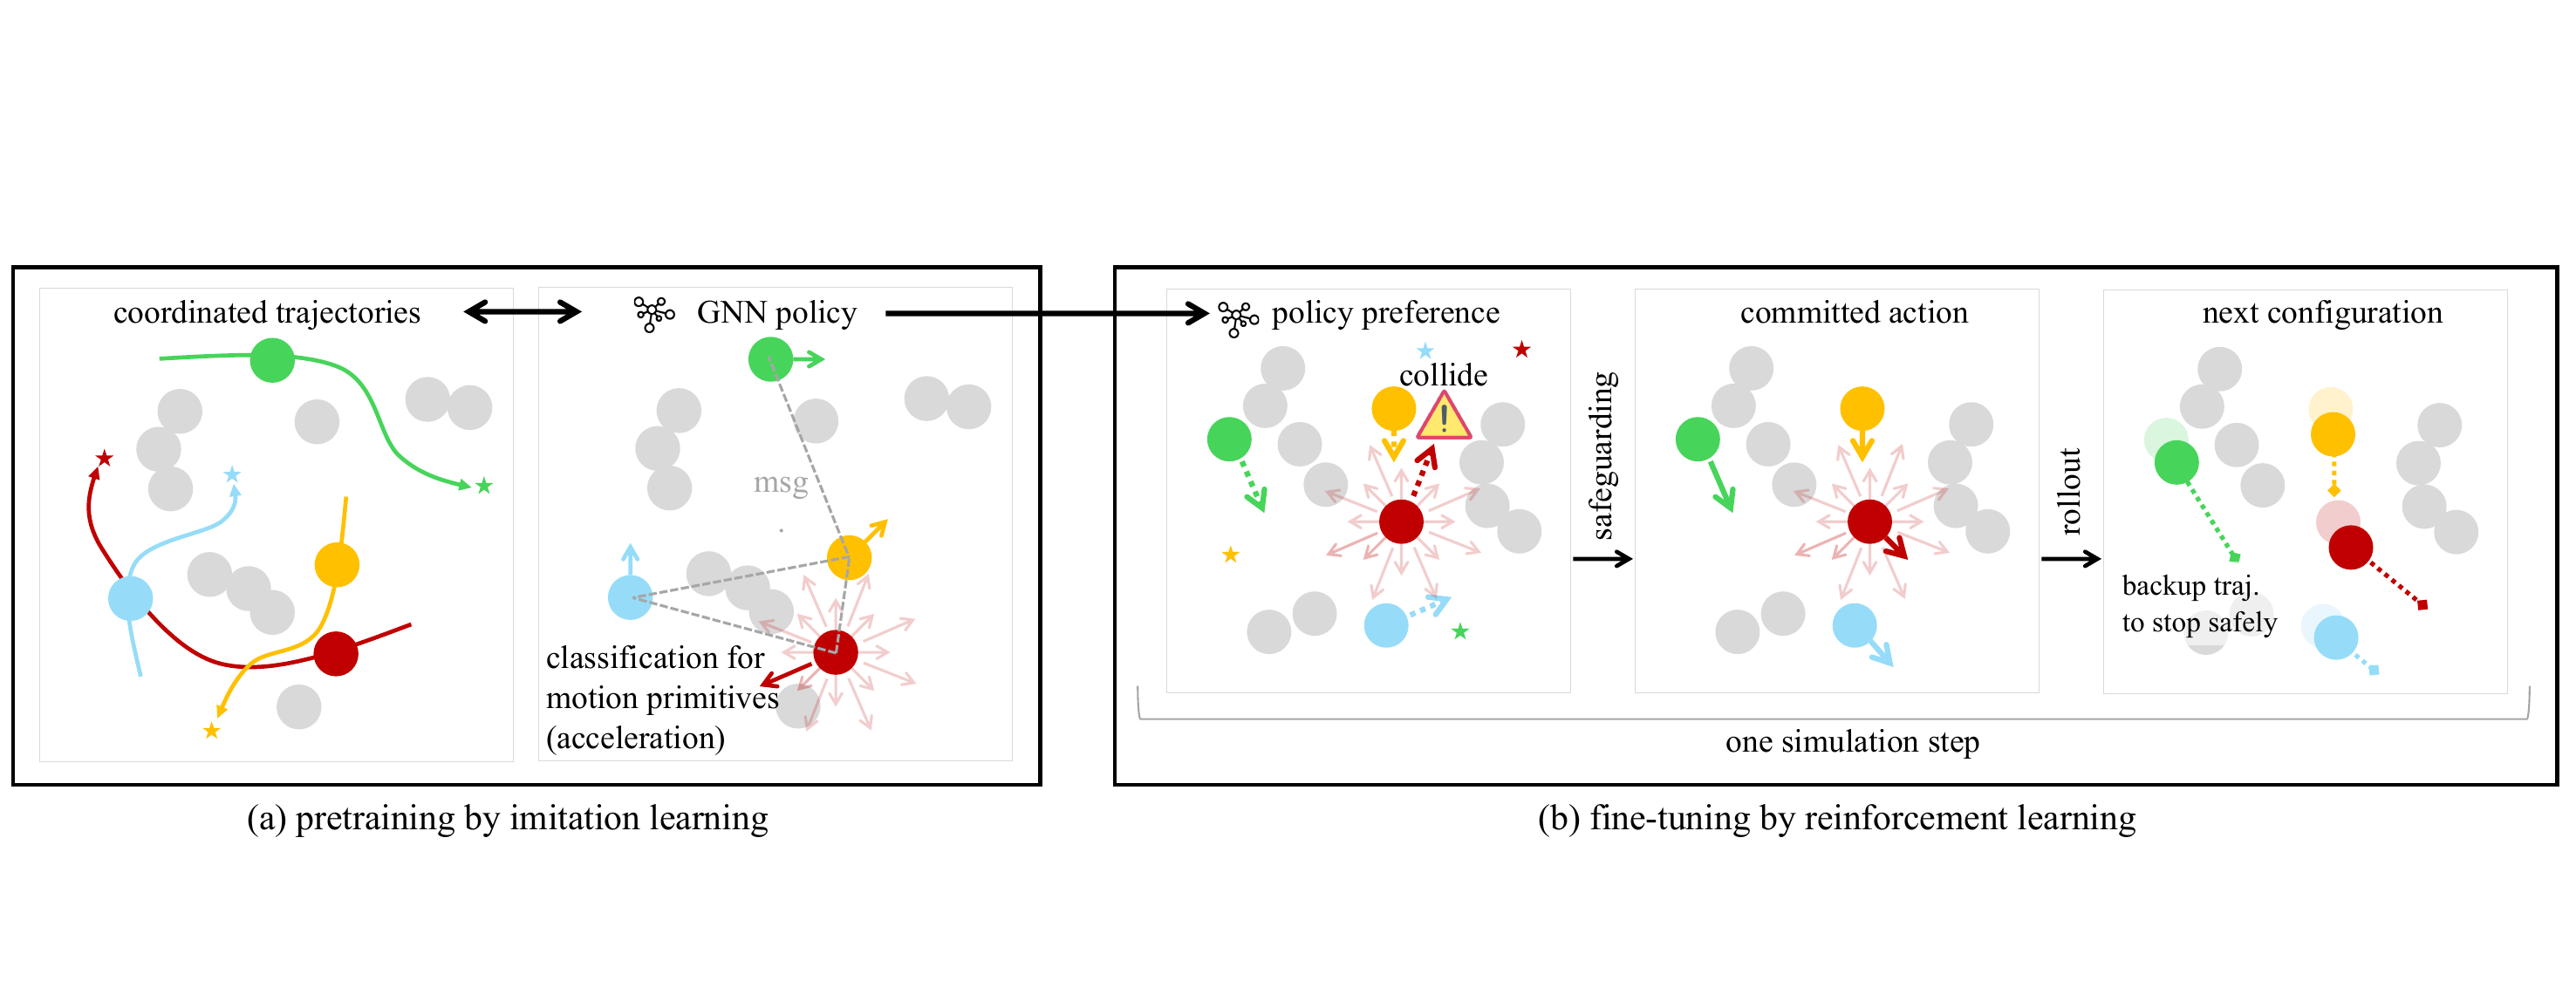 coordinated trajectories
GNN policy
msg
classification for
motion primitives
(acceleration)
(a) pretraining by imitation learning
policy preference
collide
!
safeguarding
committed action
rollout
next configuration
backup traj.
to stop safely
one simulation step
(b) fine-tuning by reinforcement learning